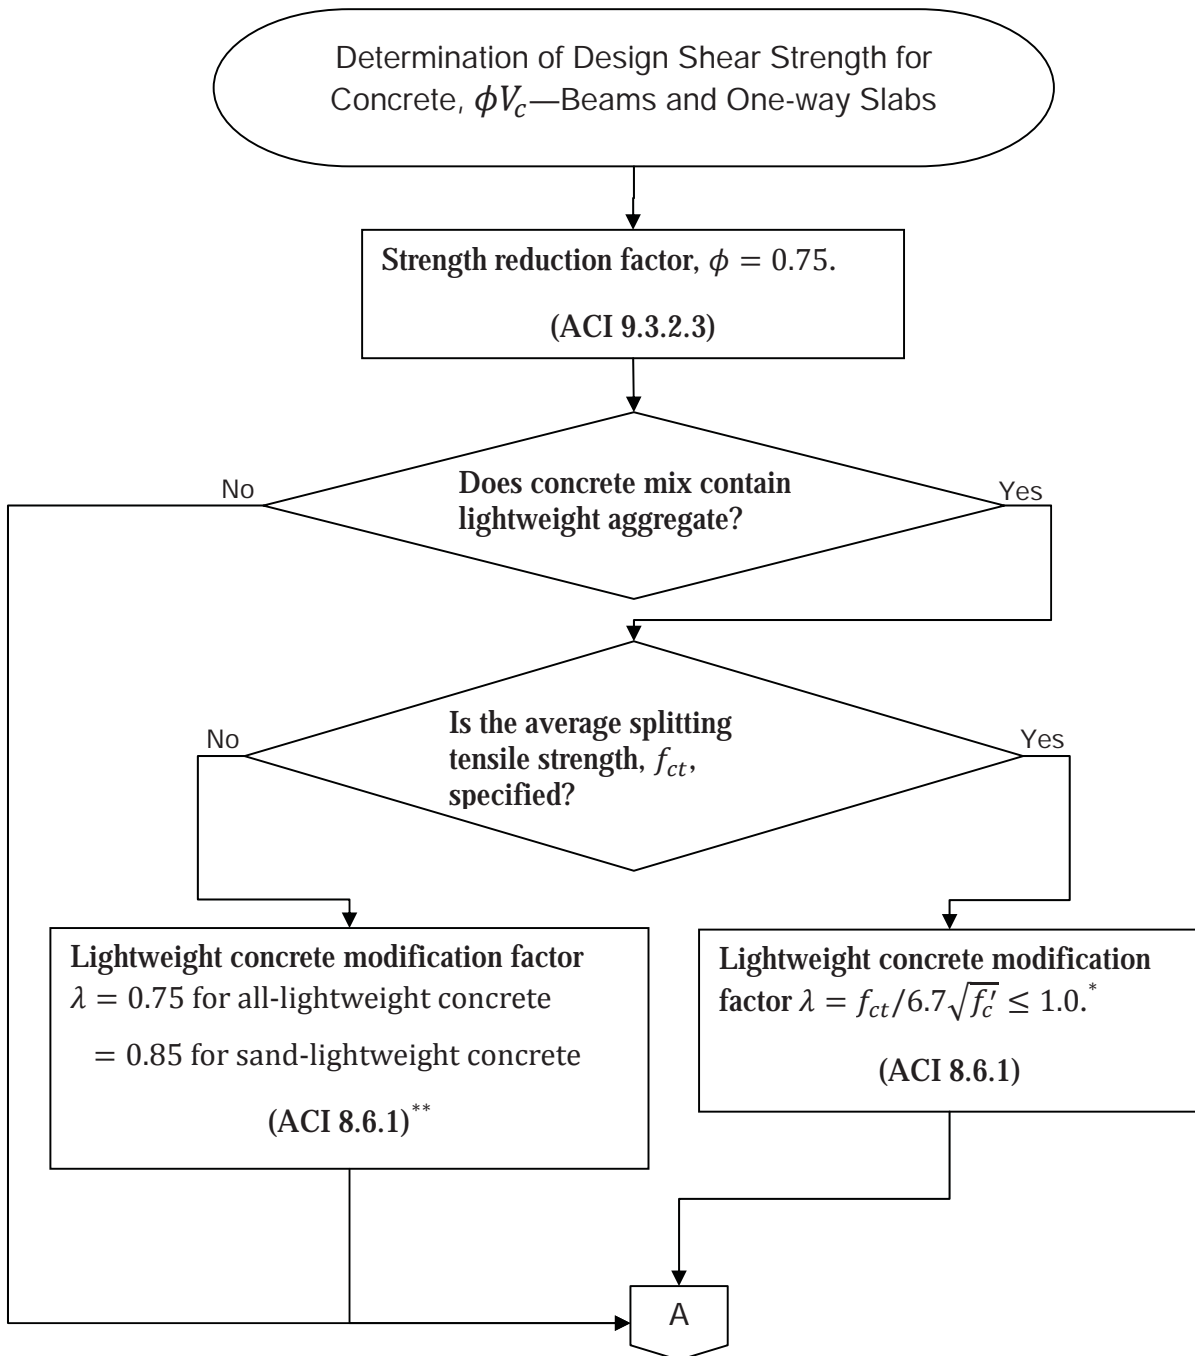 Determination of Design Shear Strength for
Concrete, ϕV_c—Beams and One-way Slabs
Strength reduction factor, ϕ = 0.75.
(ACI 9.3.2.3)
Does concrete mix contain
lightweight aggregate?
No
Yes
Is the average splitting
tensile strength, f_ct,
specified?
No
Yes
Lightweight concrete modification factor
λ = 0.75 for all-lightweight concrete
= 0.85 for sand-lightweight concrete
(ACI 8.6.1)**
Lightweight concrete modification
factor λ = f_ct/6.7√f_c′ ≤ 1.0.*
(ACI 8.6.1)
A